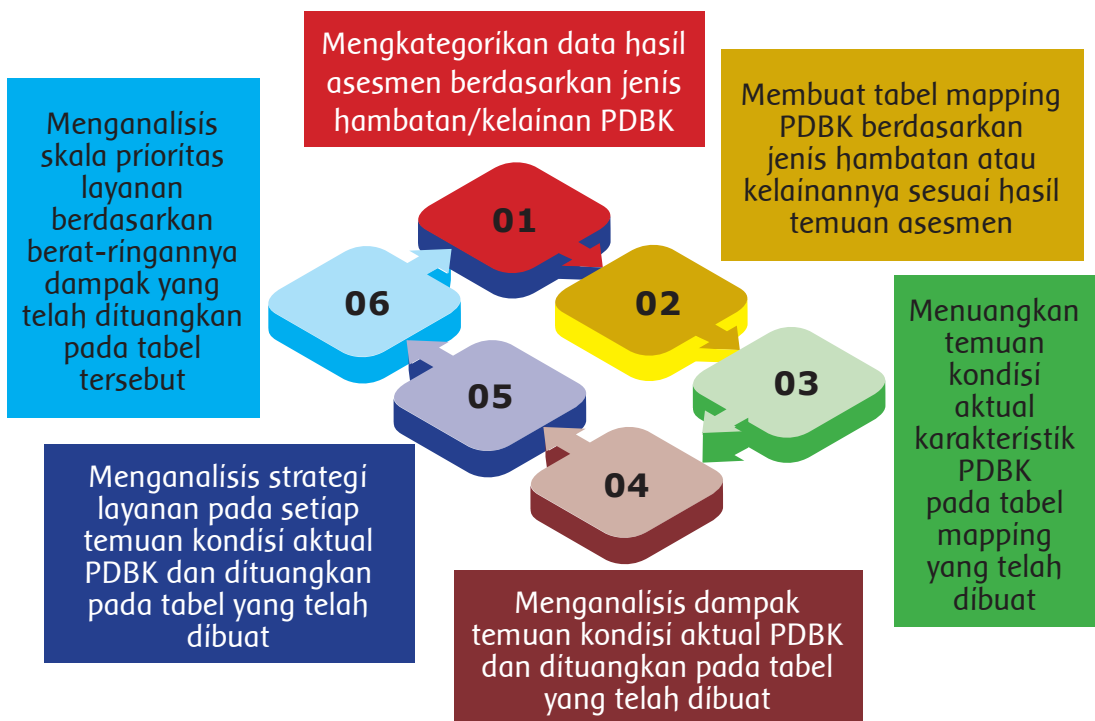 Mengkategorikan data hasil
asesmen berdasarkan jenis
hambatan/kelainan PDBK
Membuat tabel mapping
PDBK berdasarkan
jenis hambatan atau
kelainannya sesuai hasil
temuan asesmen
Menuangkan
temuan
kondisi
aktual
karakteristik
PDBK
pada tabel
mapping
yang telah
dibuat
Menganalisis dampak
temuan kondisi aktual PDBK
dan dituangkan pada tabel
yang telah dibuat
Menganalisis strategi
layanan pada setiap
temuan kondisi aktual
PDBK dan dituangkan
pada tabel yang telah
dibuat
Menganalisis
skala prioritas
layanan
berdasarkan
berat-ringannya
dampak yang
telah dituangkan
pada tabel
tersebut
01
02
03
04
05
06